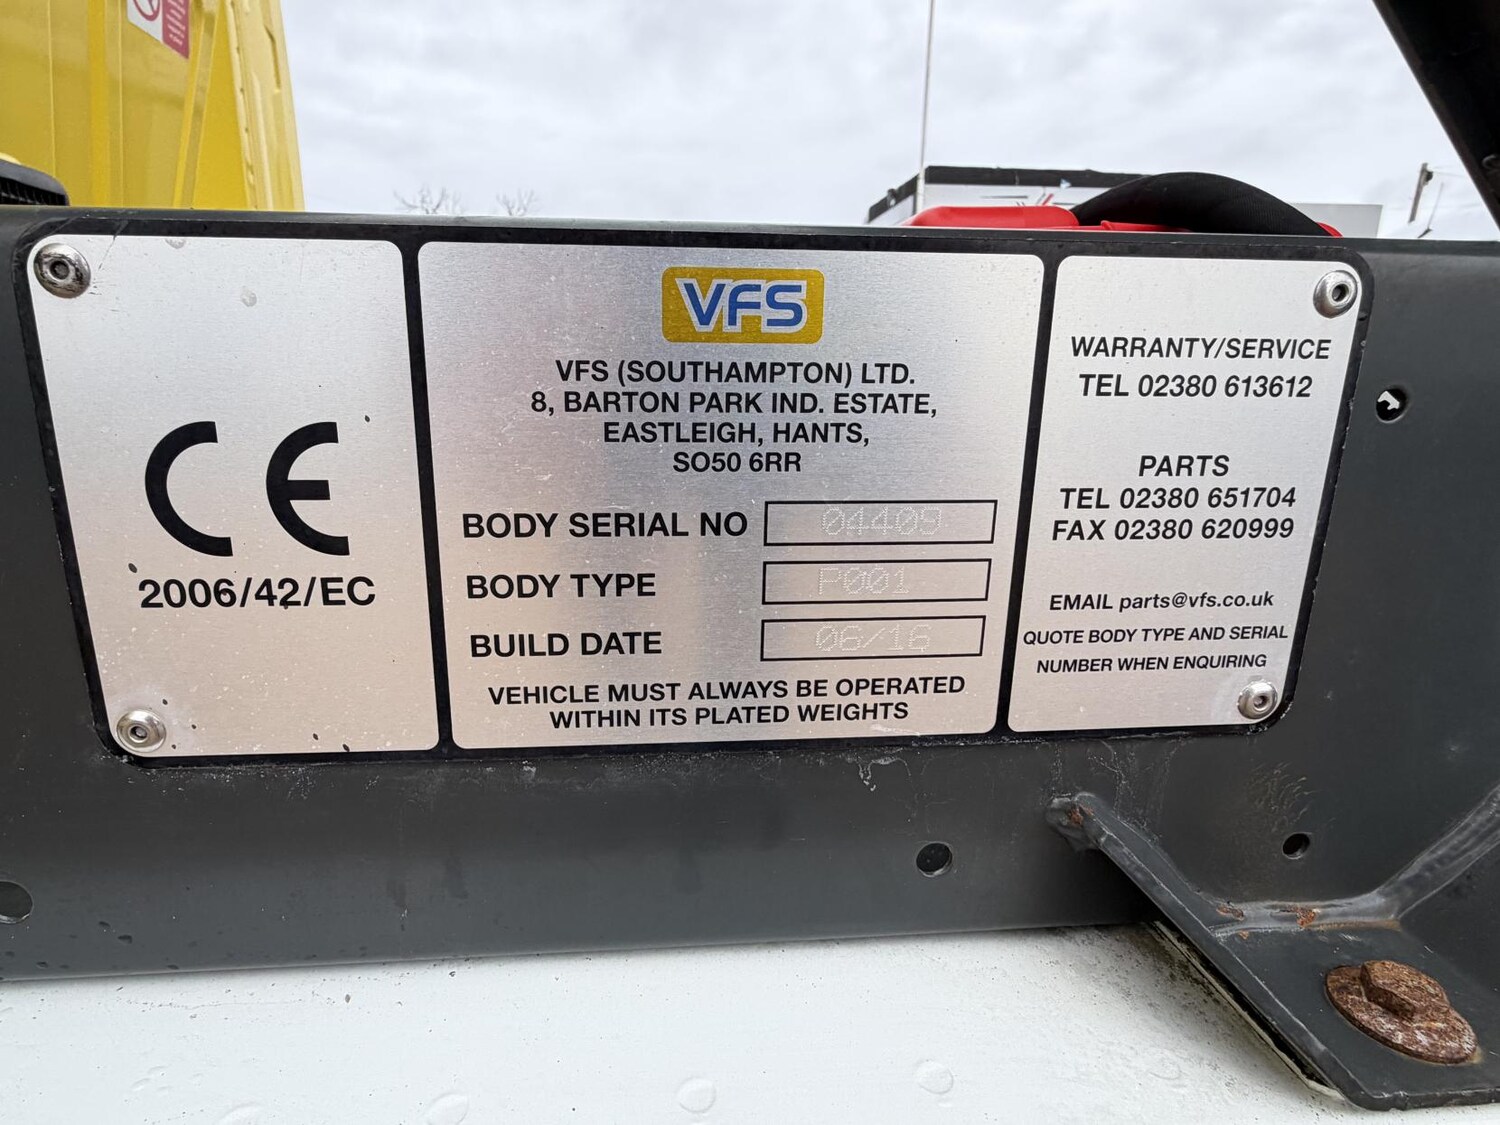 CE
2006/42/EC
VFS
VFS (SOUTHAMPTON) LTD.
8, BARTON PARK IND. ESTATE,
EASTLEIGH, HANTS,
SO50 6RR
BODY SERIAL NO 04409
BODY TYPE P001
BUILD DATE 06/16
VEHICLE MUST ALWAYS BE OPERATED
WITHIN ITS PLATED WEIGHTS
WARRANTY/SERVICE
TEL 02380 613612
PARTS
TEL 02380 651704
FAX 02380 620999
EMAIL parts@vfs.co.uk
QUOTE BODY TYPE AND SERIAL
NUMBER WHEN ENQUIRING